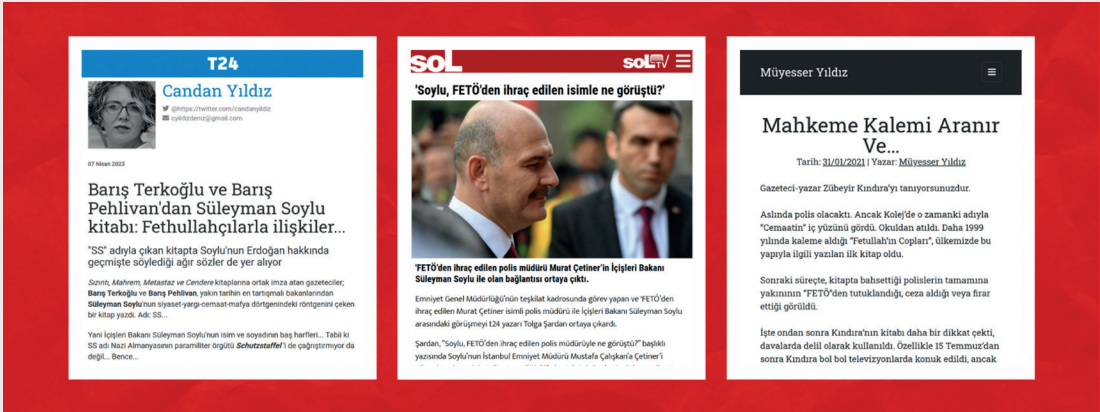 T24
Candan Yıldız
@https://twitter.com/candanyildiz
cyildizdeniz@gmail.com
07 Nisan 2023
Barış Terkoğlu ve Barış
Pehlivan'dan Süleyman Soylu
kitabı: Fethullahçılarla ilişkiler...
"SS" adıyla çıkan kitapta Soylu'nun Erdoğan hakkında
geçmişte söylediği ağır sözler de yer alıyor
Sızıntı, Mahrem, Metastaz ve Cendere kitaplarına ortak imza atan gazeteciler;
Barış Terkoğlu ve Barış Pehlivan, yakın tarihin en tartışmalı bakanlarından
Süleyman Soylu'nun siyaset-yargı-cemaat-mafya dörtgenindeki röntgenini çeken
bir kitap yazdı. Adı: SS...
Yani İçişleri Bakanı Süleyman Soylu'nun isim ve soyadının baş harfleri... Tabii ki
SS adı Nazi Almanyasının paramiliter örgütü Schutzstaffel'i de çağrıştırmıyor da
değil... Bence...
soL
soL TV
'Soylu, FETÖ'den ihraç edilen isimle ne görüştü?'
'FETÖ'den ihraç edilen polis müdürü Murat Çetiner'in İçişleri Bakanı
Süleyman Soylu ile olan bağlantısı ortaya çıktı.
Emniyet Genel Müdürlüğü'nün teşkilat kadrosunda görev yapan ve 'FETÖ'den
ihraç edilen Murat Çetiner isimli polis müdürü ile İçişleri Bakanı Süleyman Soylu
arasındaki görüşmeyi t24 yazarı Tolga Şardan ortaya çıkardı.
Şardan, "Soylu, FETÖ'den ihraç edilen polis müdürüyle ne görüştü?" başlıklı
yazısında Soylu'nun İstanbul Emniyet Müdürü Mustafa Çalışkan'a Çetiner'i
Müyesser Yıldız
Mahkeme Kalemi Aranır
Ve...
Tarih: 31/01/2021 | Yazar: Müyesser Yıldız
Gazeteci-yazar Zübeyir Kındıra'yı tanıyorsunuzdur.
Aslında polis olacaktı. Ancak Kolej'de o zamanki adıyla
"Cemaatin" iç yüzünü gördü. Okuldan atıldı. Daha 1999
yılında kaleme aldığı "Fetullah'ın Copları", ülkemizde bu
yapıyla ilgili yazılan ilk kitap oldu.
Sonraki süreçte, kitapta bahsettiği polislerin tamamına
yakınının "FETÖ"den tutuklandığı, ceza aldığı veya firar
ettiği görüldü.
İşte ondan sonra Kındıra'nın kitabı daha bir dikkat çekti,
davalarda delil olarak kullanıldı. Özellikle 15 Temmuz'dan
sonra Kındıra bol bol televizyonlarda konuk edildi, ancak